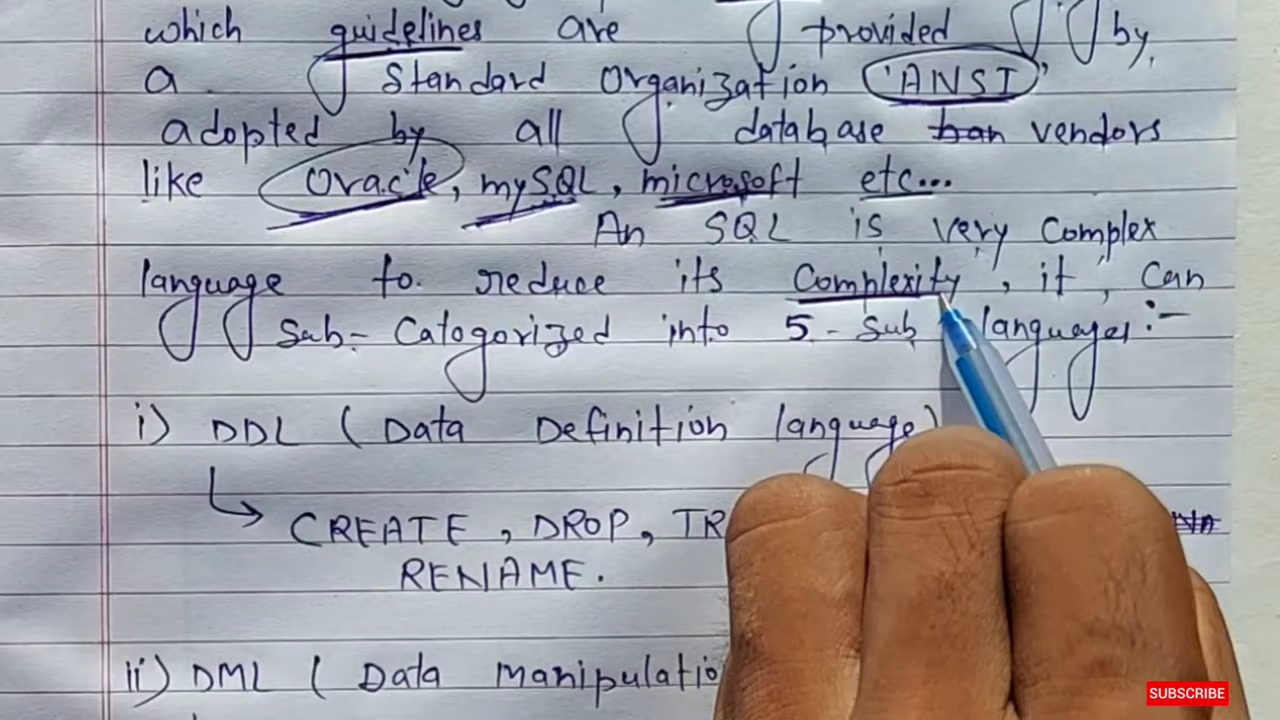 which guidelines are provided by,
a standard organization 'ANSI'
adopted by all database ban vendors
like Oracle, mySQL, microsoft etc...
An SQL is very complex
language to reduce its complexity, it, can
Sub-Catogorized into 5-Sub languages:-
i) DDL ( Data Definition language)
CREATE, DROP, TR
RENAME.
ii) DML ( Data manipulatio
SUBSCRIBE